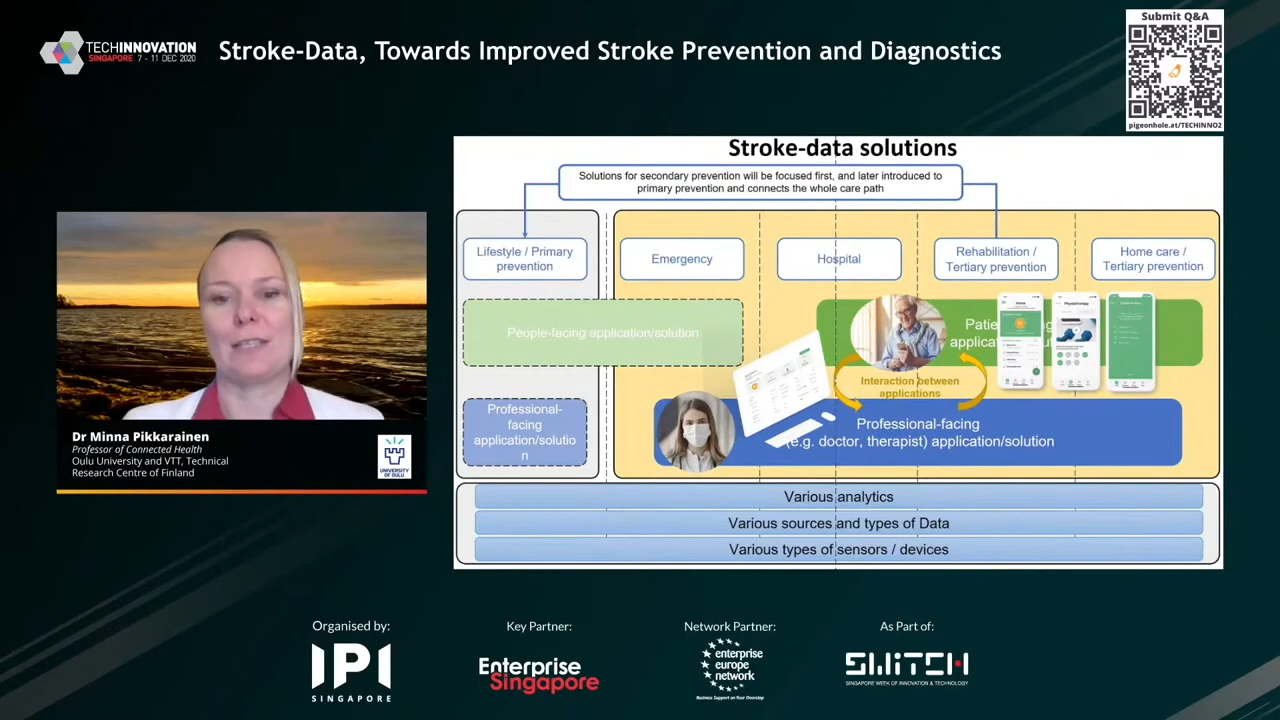 TECHINNOVATION
SINGAPORE 7 - 11 DEC 2020
Stroke-Data, Towards Improved Stroke Prevention and Diagnostics
Submit Q&A
pigeonhole.at/TECHINNO2
Stroke-data solutions
Solutions for secondary prevention will be focused first, and later introduced to
primary prevention and connects the whole care path
Lifestyle / Primary
prevention
Emergency
Hospital
Rehabilitation /
Tertiary prevention
Home care /
Tertiary prevention
People-facing application/solution
Interaction between
applications
Professional-
facing
application/solutio
n
Professional-facing
(e.g. doctor, therapist) application/solution
Various analytics
Various sources and types of Data
Various types of sensors / devices
Dr Minna Pikkarainen
Professor of Connected Health
Oulu University and VTT, Technical
Research Centre of Finland
UNIVERSITY
OF OULU
Organised by:
IPI
SINGAPORE
Key Partner:
Enterprise
Singapore
Network Partner:
enterprise
europe
network
Business Support on Your Doorstep
As Part of:
SWITCH
SINGAPORE WEEK OF INNOVATION & TECHNOLOGY